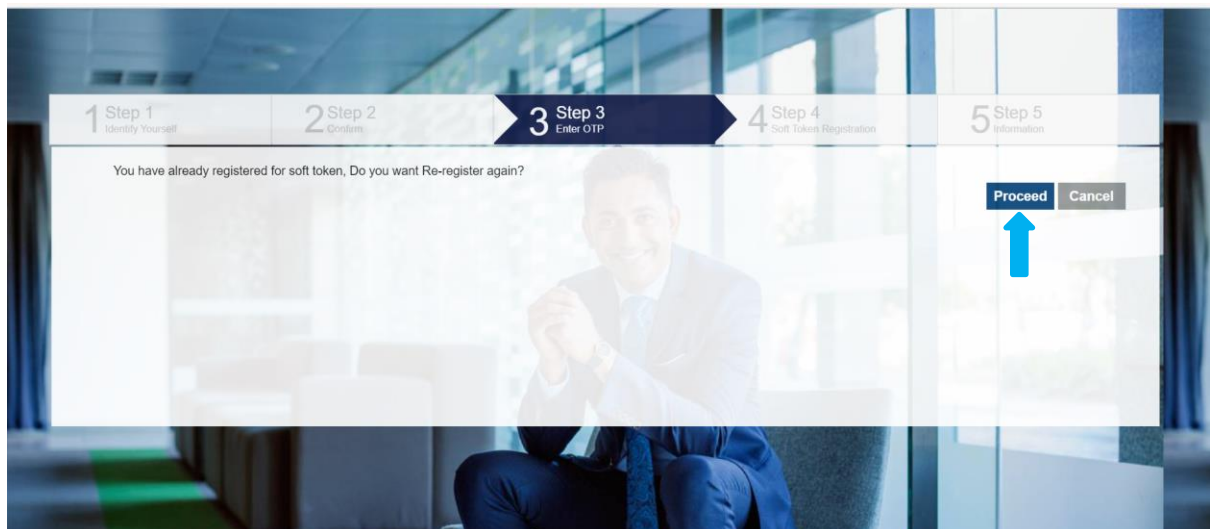 1 Step 1
Identify Yourself
2 Step 2
Confirm
3 Step 3
Enter OTP
4 Step 4
Soft Token Registration
5 Step 5
Information
You have already registered for soft token, Do you want Re-register again?
Proceed Cancel